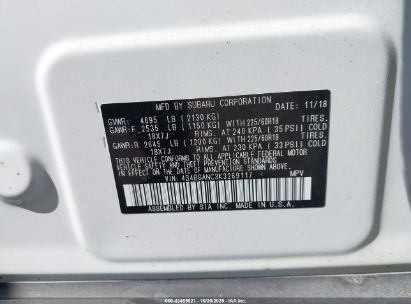 MFD BY SUBARU CORPORATION DATE: 11/18
GVWR: 4695 LB (2130 KG)
GAWR:F 2535 LB (1150 KG) WITH 225/60R18 TIRES.
18X7J RIMS. AT 240 KPA (35 PSI) COLD
GAWR:R 2645 LB (1200 KG) WITH 225/60R18 TIRES.
18X7J RIMS. AT 230 KPA (33 PSI) COLD
THIS VEHICLE CONFORMS TO ALL APPLICABLE FEDERAL MOTOR
VEHICLE SAFETY STANDARDS IN EFFECT ON THE DATE OF
MANUFACTURE SHOWN ABOVE.
VIN: 4S4BSANC3K3269117 MPV
ASSEMBLED BY SIA INC. MADE IN U.S.A.